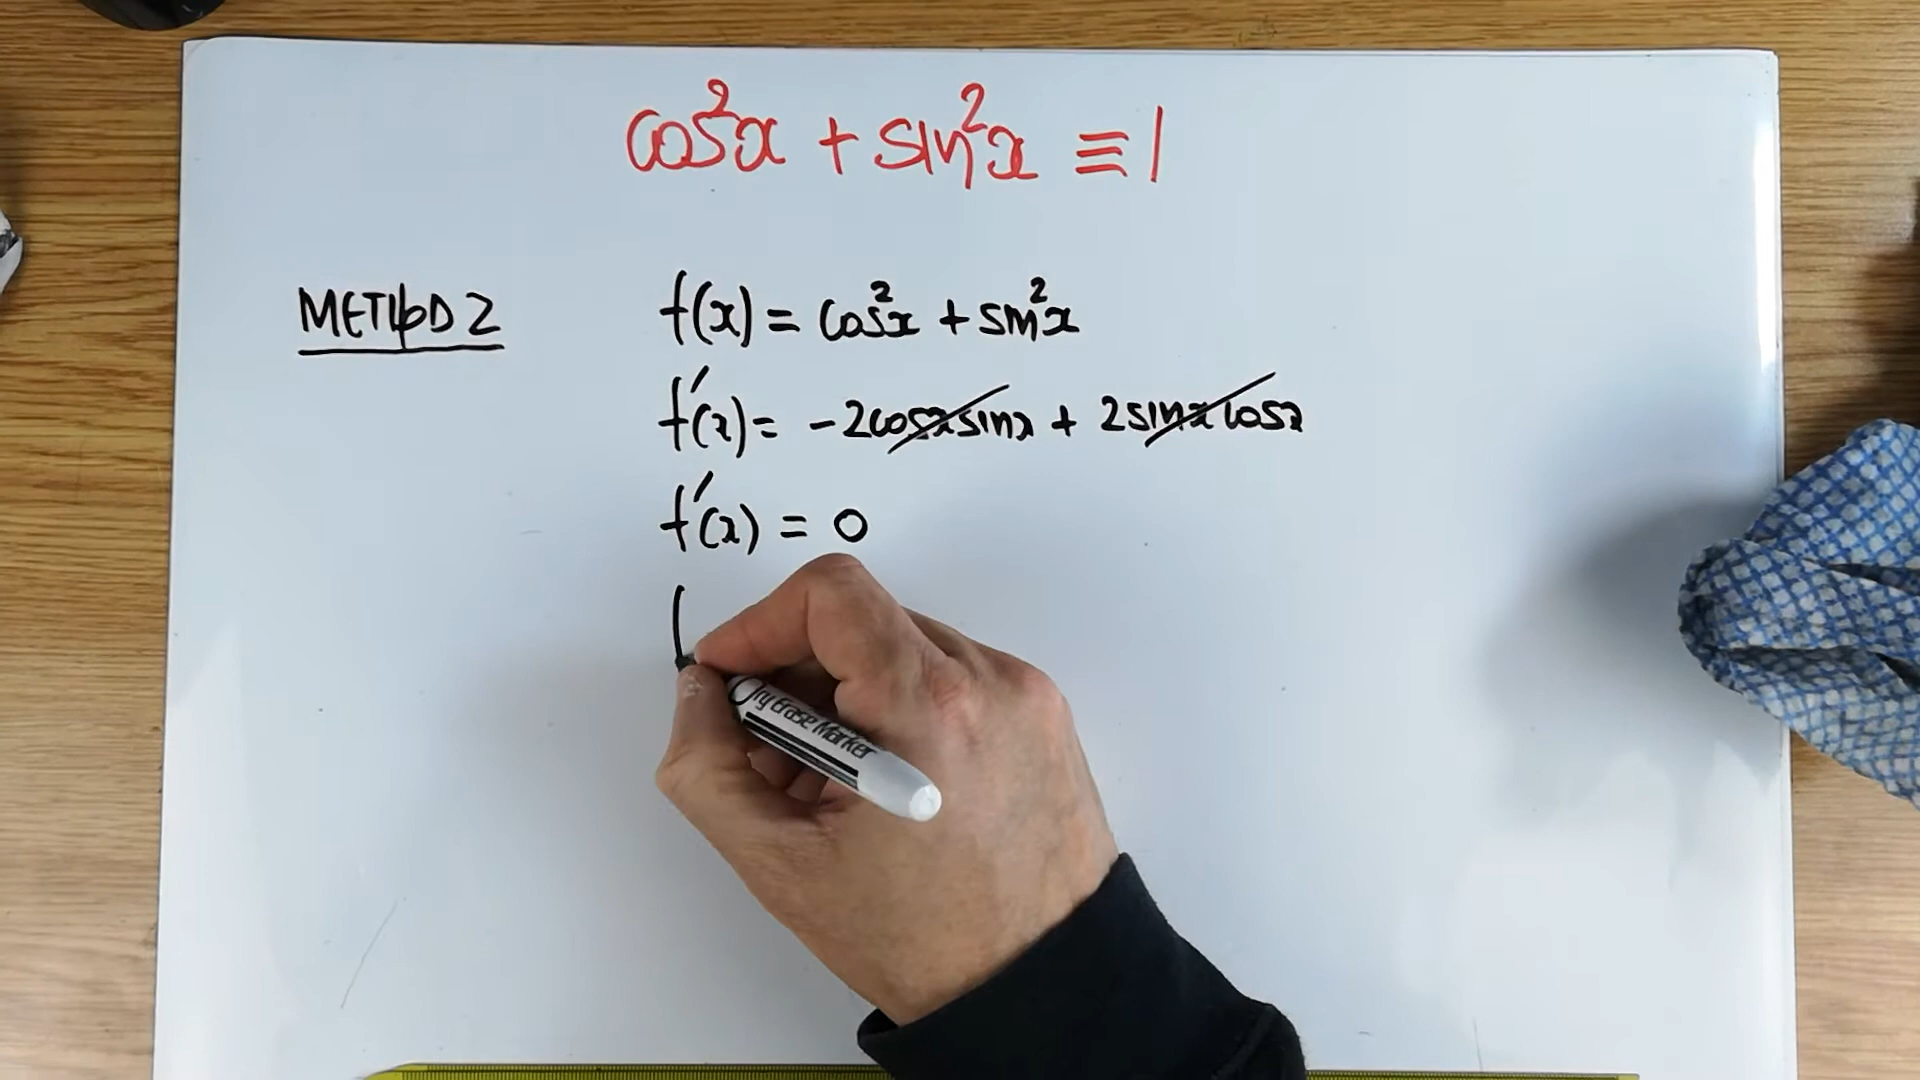 cos²x + sin²x ≡ 1
METHOD 2
f(x) = cos²x + sin²x
f'(x) = -2cosx sinx + 2sinx cosx
f'(x) = 0
Dry Erase Marker